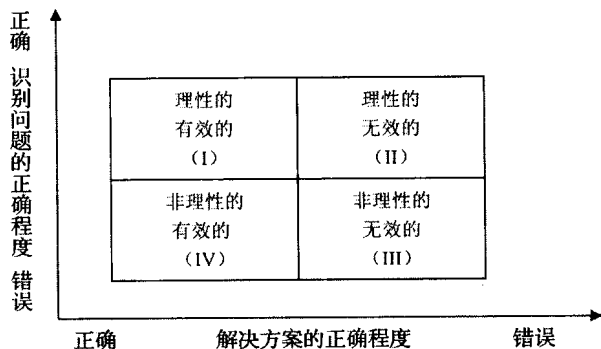 正确 识别问题的正确程度 错误
理性的
有效的
(I)
理性的
无效的
(II)
非理性的
有效的
(IV)
非理性的
无效的
(III)
正确 解决方案的正确程度 错误